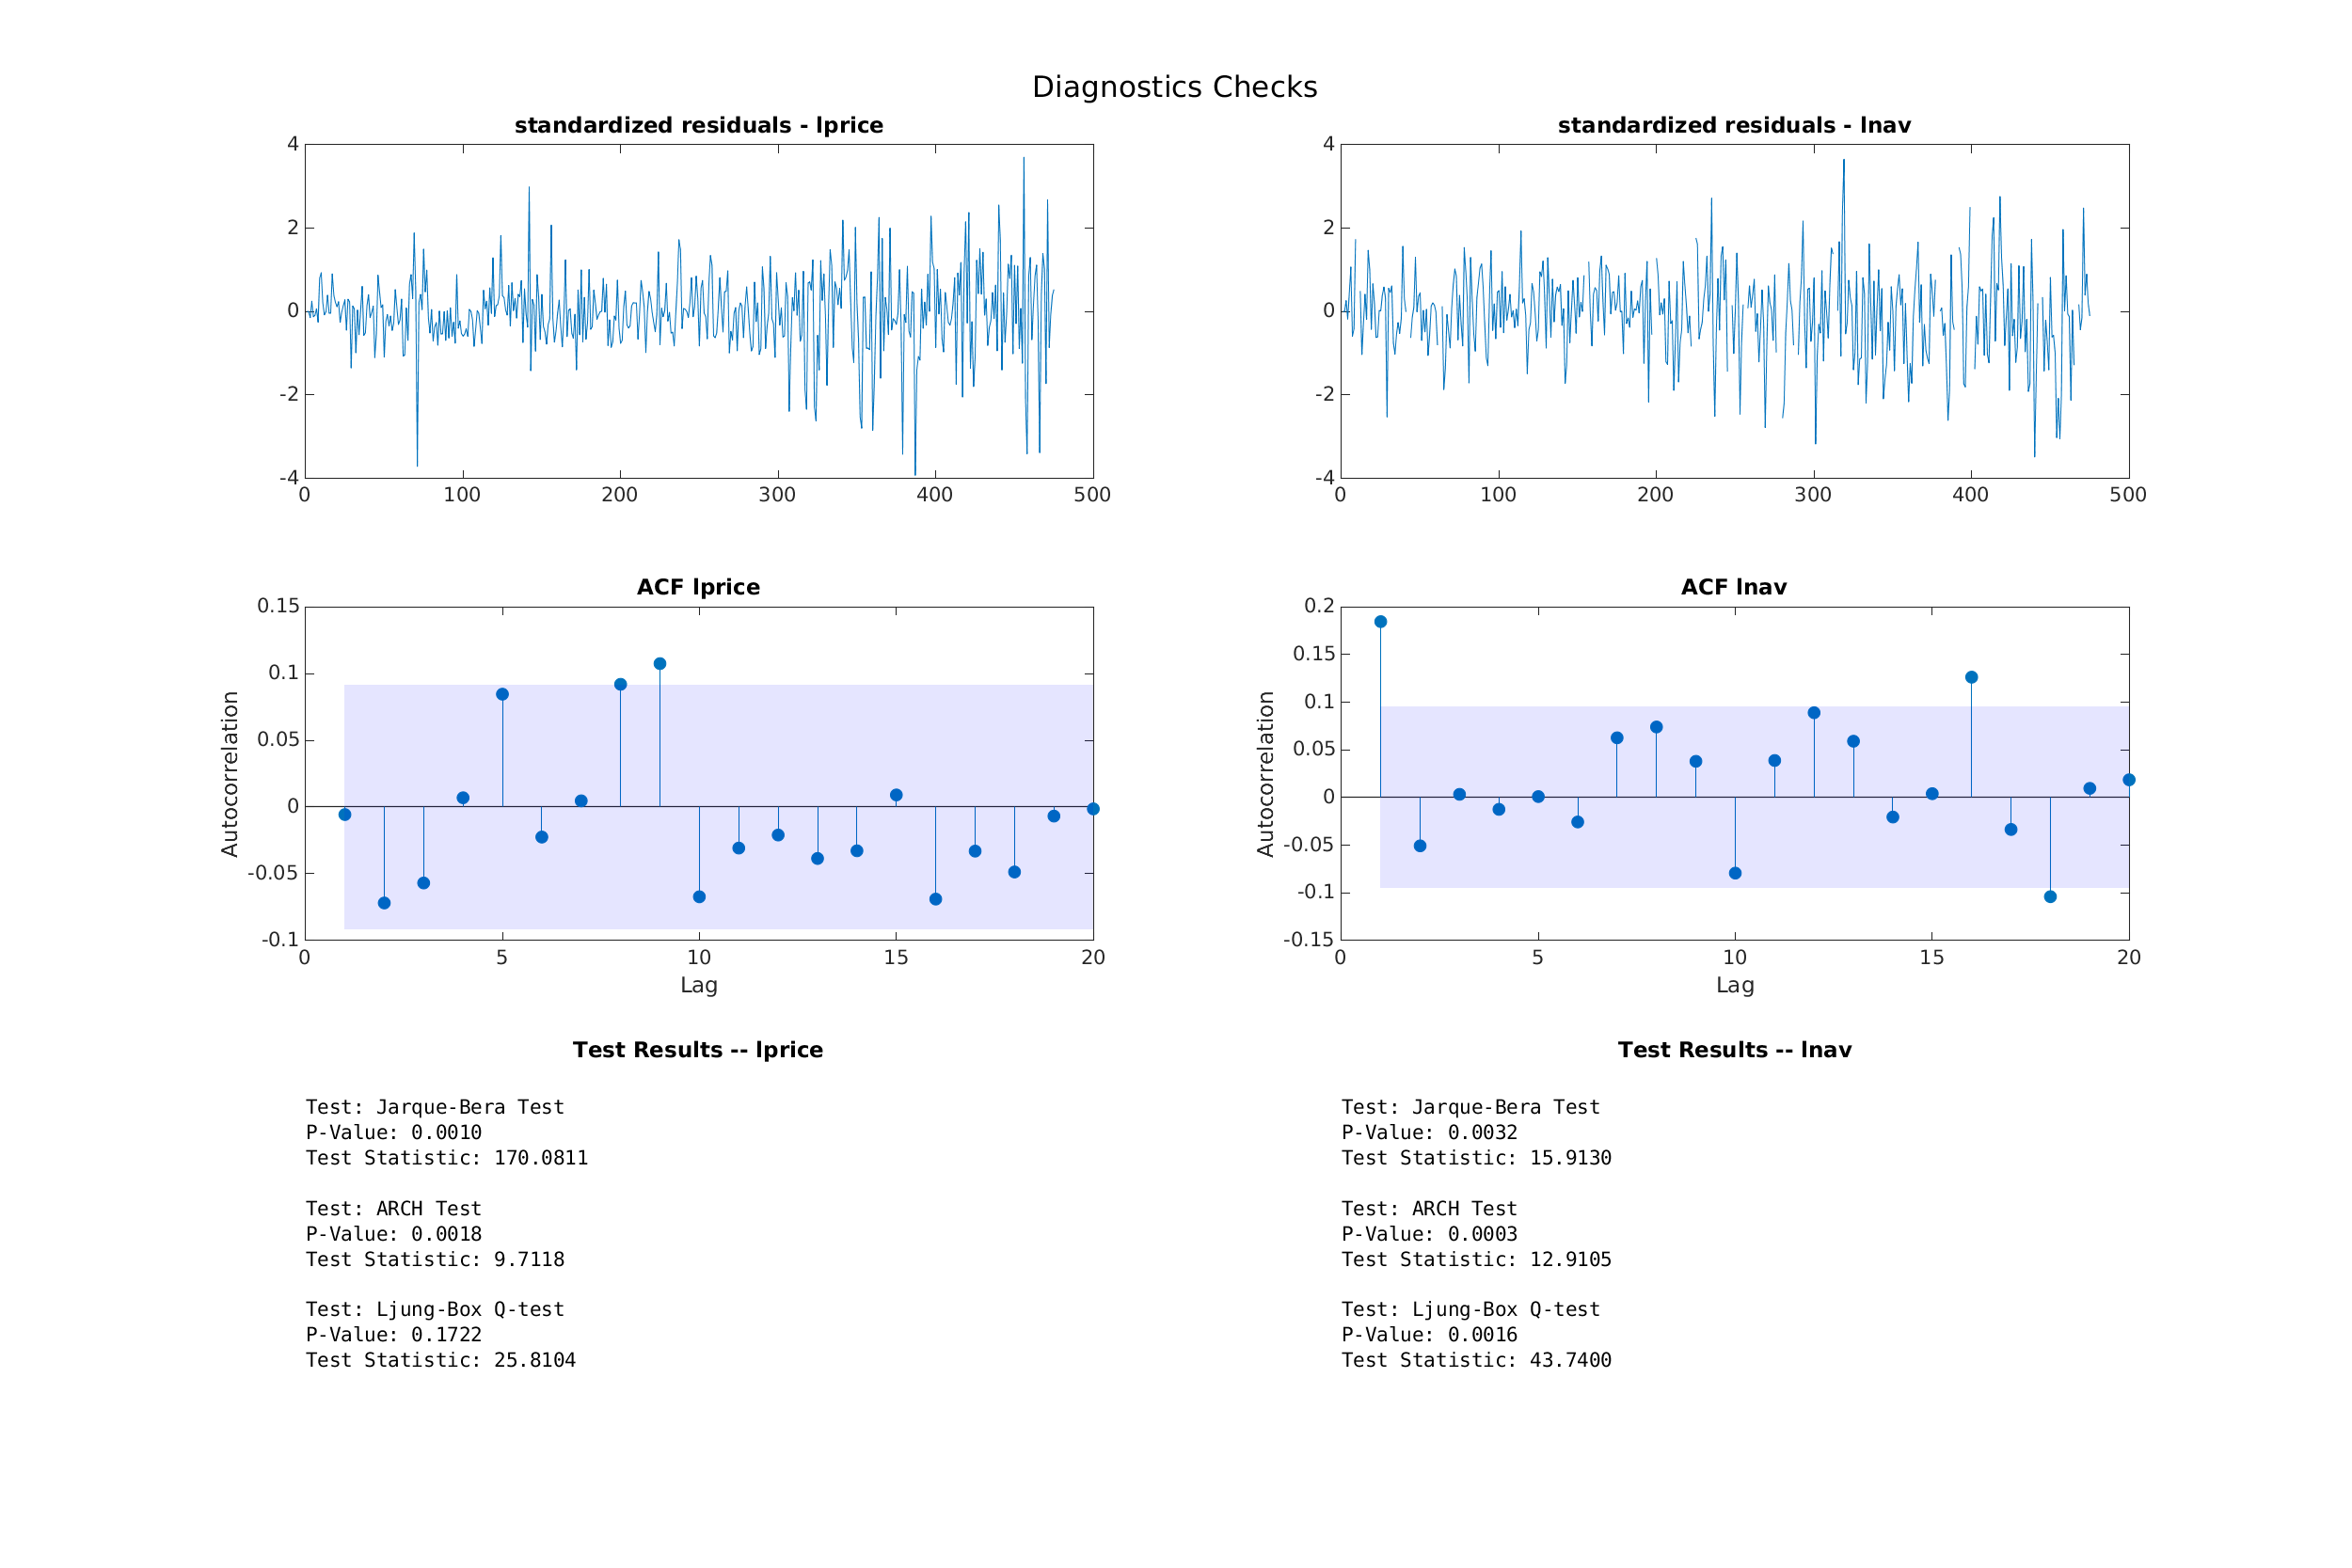 Diagnostics Checks
standardized residuals - lprice
4
2
0
-2
-4
0 100 200 300 400 500
standardized residuals - lnav
4
2
0
-2
-4
0 100 200 300 400 500
ACF lprice
0.15
0.1
0.05
0
-0.05
-0.1
Autocorrelation
0 5 10 15 20
Lag
ACF lnav
0.2
0.15
0.1
0.05
0
-0.05
-0.1
-0.15
Autocorrelation
0 5 10 15 20
Lag
Test Results -- lprice
Test: Jarque-Bera Test
P-Value: 0.0010
Test Statistic: 170.0811
Test: ARCH Test
P-Value: 0.0018
Test Statistic: 9.7118
Test: Ljung-Box Q-test
P-Value: 0.1722
Test Statistic: 25.8104
Test Results -- lnav
Test: Jarque-Bera Test
P-Value: 0.0032
Test Statistic: 15.9130
Test: ARCH Test
P-Value: 0.0003
Test Statistic: 12.9105
Test: Ljung-Box Q-test
P-Value: 0.0016
Test Statistic: 43.7400